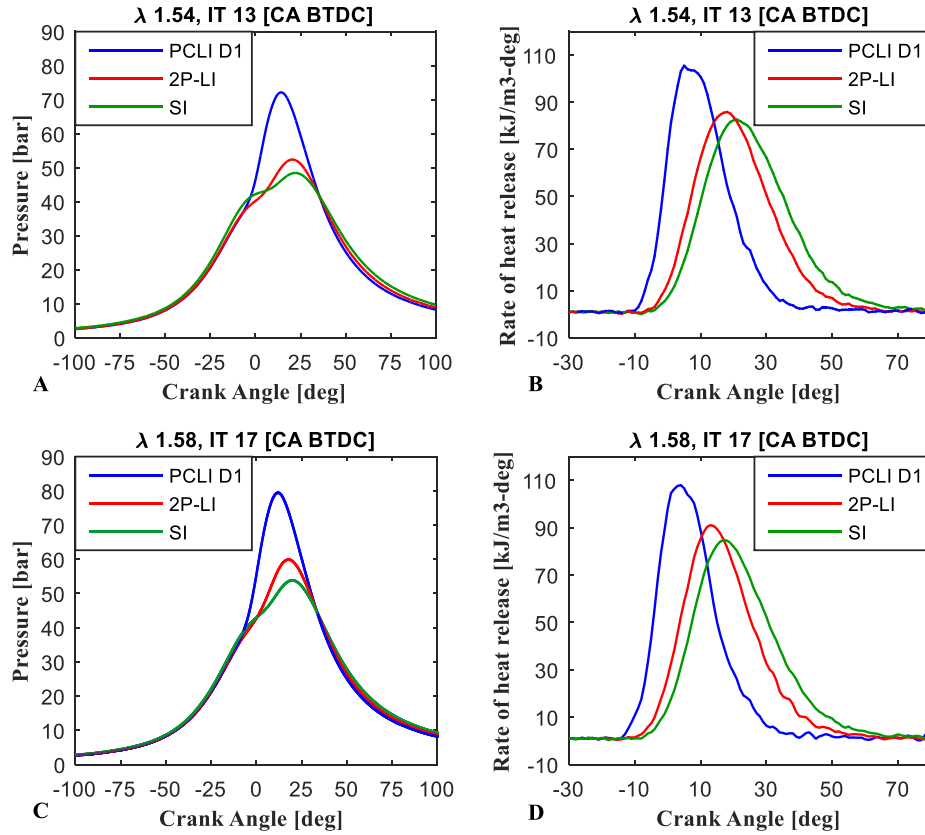 λ 1.54, IT 13 [CA BTDC]
PCLI D1
2P-LI
SI
Pressure [bar]
90
80
70
60
50
40
30
20
10
0
-100 -75 -50 -25 0 25 50 75 100
Crank Angle [deg]
A
λ 1.54, IT 13 [CA BTDC]
PCLI D1
2P-LI
SI
Rate of heat release [kJ/m3-deg]
110
90
70
50
30
10
-10
-30 -10 10 30 50 70
Crank Angle [deg]
B
λ 1.58, IT 17 [CA BTDC]
PCLI D1
2P-LI
SI
Pressure [bar]
90
80
70
60
50
40
30
20
10
0
-100 -75 -50 -25 0 25 50 75 100
Crank Angle [deg]
C
λ 1.58, IT 17 [CA BTDC]
PCLI D1
2P-LI
SI
Rate of heat release [kJ/m3-deg]
110
90
70
50
30
10
-10
-30 -10 10 30 50 70
Crank Angle [deg]
D